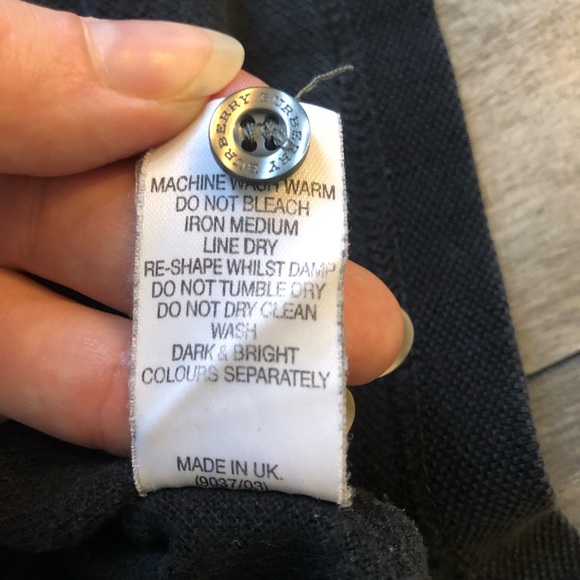 BURBERRY BURBERRY
MACHINE WASH WARM
DO NOT BLEACH
IRON MEDIUM
LINE DRY
RE-SHAPE WHILST DAMP
DO NOT TUMBLE DRY
DO NOT DRY CLEAN
WASH
DARK & BRIGHT
COLOURS SEPARATELY
MADE IN UK.
(9037/93)